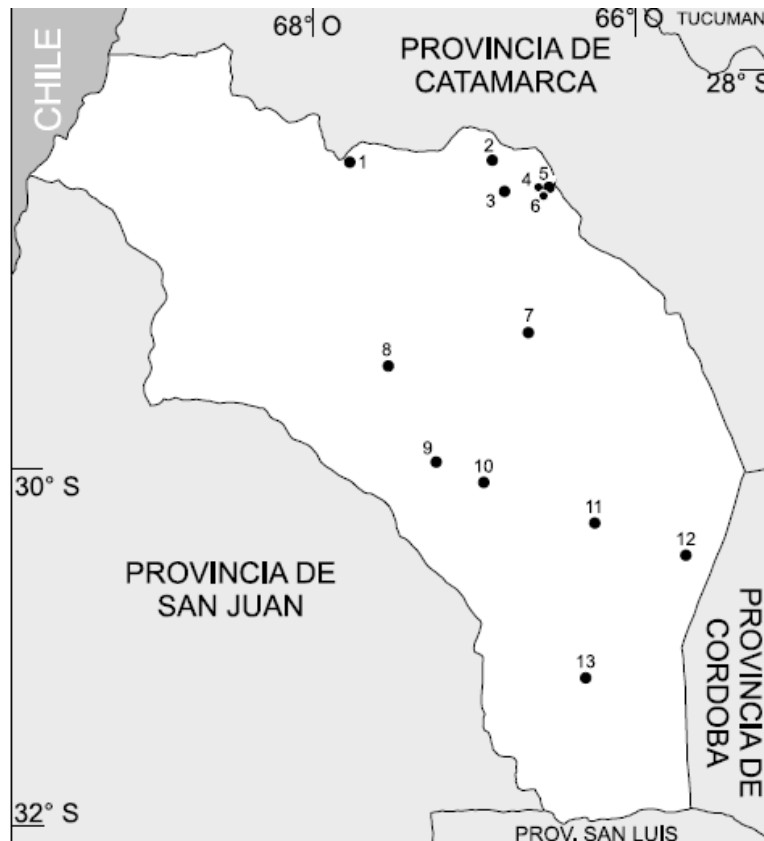 68° O
66° O
TUCUMAN
PROVINCIA DE
CATAMARCA
28° S
CHILE
1
2
3
4
5
6
7
8
9
10
11
12
13
30° S
PROVINCIA DE
SAN JUAN
PROVINCIA DE
CORDOBA
32° S
PROV. SAN LUIS